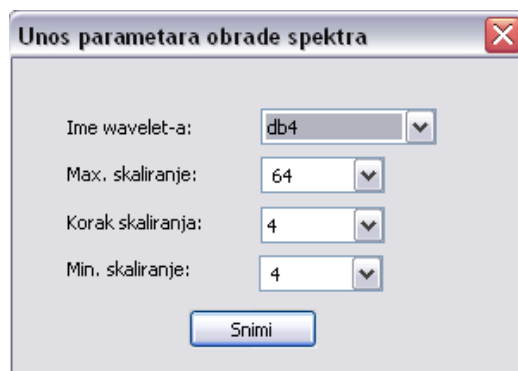 Unos parametara obrade spektra
Ime wavelet-a: db4
Max. skaliranje: 64
Korak skaliranja: 4
Min. skaliranje: 4
Snimi